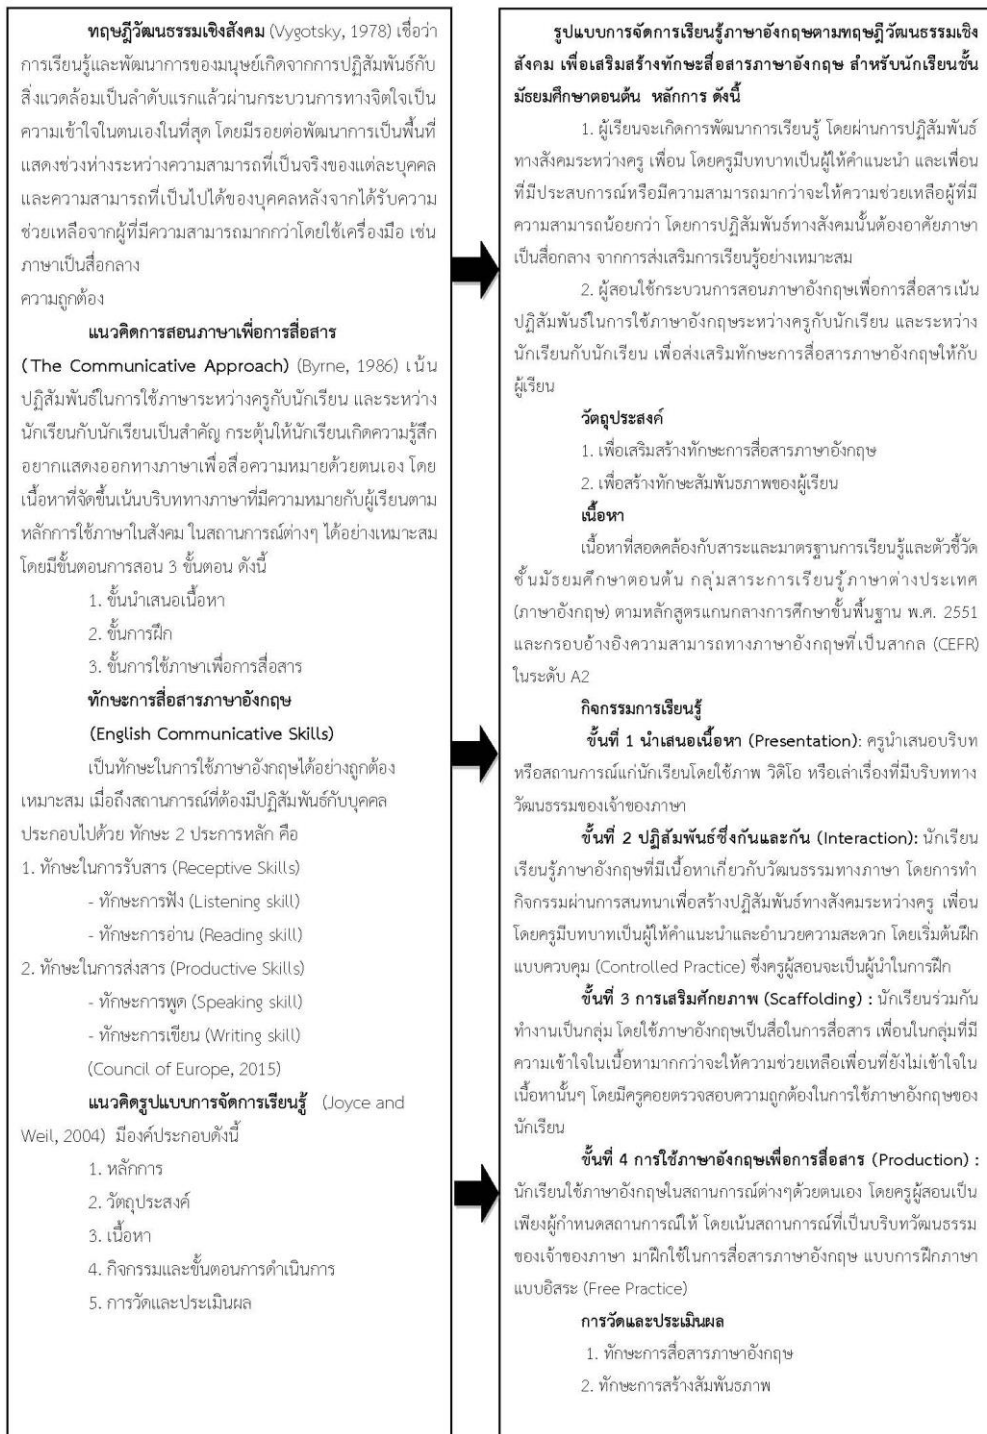 ทฤษฎีวัฒนธรรมเชิงสังคม (Vygotsky, 1978) เชื่อว่า
การเรียนรู้และพัฒนาการของมนุษย์เกิดจากการปฏิสัมพันธ์กับ
สิ่งแวดล้อมเป็นลำดับแรกแล้วผ่านกระบวนการทางจิตใจเป็น
ความเข้าใจในตนเองในที่สุด โดยมีรอยต่อพัฒนาการเป็นพื้นที่
แสดงช่วงห่างระหว่างความสามารถที่เป็นจริงของแต่ละบุคคล
และความสามารถที่เป็นไปได้ของบุคคลหลังจากได้รับความ
ช่วยเหลือจากผู้ที่มีความสามารถมากกว่าโดยใช้เครื่องมือ เช่น
ภาษาเป็นสื่อกลาง
ความถูกต้อง
แนวคิดการสอนภาษาเพื่อการสื่อสาร
(The Communicative Approach) (Byrne, 1986) เน้น
ปฏิสัมพันธ์ในการใช้ภาษาระหว่างครูกับนักเรียน และระหว่าง
นักเรียนกับนักเรียนเป็นสำคัญ กระตุ้นให้นักเรียนเกิดความรู้สึก
อยากแสดงออกทางภาษาเพื่อสื่อความหมายด้วยตนเอง โดย
เนื้อหาที่จัดขึ้นเน้นบริบททางภาษาที่มีความหมายกับผู้เรียนตาม
หลักการใช้ภาษาในสังคม ในสถานการณ์ต่างๆ ได้อย่างเหมาะสม
โดยมีขั้นตอนการสอน 3 ขั้นตอน ดังนี้
1. ขั้นนำเสนอเนื้อหา
2. ขั้นการฝึก
3. ขั้นการใช้ภาษาเพื่อการสื่อสาร
ทักษะการสื่อสารภาษาอังกฤษ
(English Communicative Skills)
เป็นทักษะในการใช้ภาษาอังกฤษได้อย่างถูกต้อง
เหมาะสม เมื่อถึงสถานการณ์ที่ต้องมีปฏิสัมพันธ์กับบุคคล
ประกอบไปด้วย ทักษะ 2 ประการหลัก คือ
1. ทักษะในการรับสาร (Receptive Skills)
- ทักษะการฟัง (Listening skill)
- ทักษะการอ่าน (Reading skill)
2. ทักษะในการส่งสาร (Productive Skills)
- ทักษะการพูด (Speaking skill)
- ทักษะการเขียน (Writing skill)
(Council of Europe, 2015)
แนวคิดรูปแบบการจัดการเรียนรู้ (Joyce and
Weil, 2004) มีองค์ประกอบดังนี้
1. หลักการ
2. วัตถุประสงค์
3. เนื้อหา
4. กิจกรรมและขั้นตอนการดำเนินการ
5. การวัดและประเมินผล
รูปแบบการจัดการเรียนรู้ภาษาอังกฤษตามทฤษฎีวัฒนธรรมเชิง
สังคม เพื่อเสริมสร้างทักษะสื่อสารภาษาอังกฤษ สำหรับนักเรียนชั้น
มัธยมศึกษาตอนต้น หลักการ ดังนี้
1. ผู้เรียนจะเกิดการพัฒนาการเรียนรู้ โดยผ่านการปฏิสัมพันธ์
ทางสังคมระหว่างครู เพื่อน โดยครูมีบทบาทเป็นผู้ให้คำแนะนำ และเพื่อน
ที่มีประสบการณ์หรือมีความสามารถมากว่าจะให้ความช่วยเหลือผู้ที่มี
ความสามารถน้อยกว่า โดยการปฏิสัมพันธ์ทางสังคมนั้นต้องอาศัยภาษา
เป็นสื่อกลาง จากการส่งเสริมการเรียนรู้อย่างเหมาะสม
2. ผู้สอนใช้กระบวนการสอนภาษาอังกฤษเพื่อการสื่อสารเน้น
ปฏิสัมพันธ์ในการใช้ภาษาอังกฤษระหว่างครูกับนักเรียน และระหว่าง
นักเรียนกับนักเรียน เพื่อส่งเสริมทักษะการสื่อสารภาษาอังกฤษให้กับ
ผู้เรียน
วัตถุประสงค์
1. เพื่อเสริมสร้างทักษะการสื่อสารภาษาอังกฤษ
2. เพื่อสร้างทักษะสัมพันธภาพของผู้เรียน
เนื้อหา
เนื้อหาที่สอดคล้องกับสาระและมาตรฐานการเรียนรู้และตัวชี้วัด
ชั้นมัธยมศึกษาตอนต้น กลุ่มสาระการเรียนรู้ภาษาต่างประเทศ
(ภาษาอังกฤษ) ตามหลักสูตรแกนกลางการศึกษาขั้นพื้นฐาน พ.ศ. 2551
และกรอบอ้างอิงความสามารถทางภาษาอังกฤษที่เป็นสากล (CEFR)
ในระดับ A2
กิจกรรมการเรียนรู้
ขั้นที่ 1 นำเสนอเนื้อหา (Presentation): ครูนำเสนอบริบท
หรือสถานการณ์แก่นักเรียนโดยใช้ภาพ วิดิโอ หรือเล่าเรื่องที่มีบริบททาง
วัฒนธรรมของเจ้าของภาษา
ขั้นที่ 2 ปฏิสัมพันธ์ซึ่งกันและกัน (Interaction): นักเรียน
เรียนรู้ภาษาอังกฤษที่มีเนื้อหาเกี่ยวกับวัฒนธรรมทางภาษา โดยการทำ
กิจกรรมผ่านการสนทนาเพื่อสร้างปฏิสัมพันธ์ทางสังคมระหว่างครู เพื่อน
โดยครูมีบทบาทเป็นผู้ให้คำแนะนำและอำนวยความสะดวก โดยเริ่มต้นฝึก
แบบควบคุม (Controlled Practice) ซึ่งครูผู้สอนจะเป็นผู้นำในการฝึก
ขั้นที่ 3 การเสริมศักยภาพ (Scaffolding) : นักเรียนร่วมกัน
ทำงานเป็นกลุ่ม โดยใช้ภาษาอังกฤษเป็นสื่อในการสื่อสาร เพื่อนในกลุ่มที่มี
ความเข้าใจในเนื้อหามากกว่าจะให้ความช่วยเหลือเพื่อนที่ยังไม่เข้าใจใน
เนื้อหานั้นๆ โดยมีครูคอยตรวจสอบความถูกต้องในการใช้ภาษาอังกฤษของ
นักเรียน
ขั้นที่ 4 การใช้ภาษาอังกฤษเพื่อการสื่อสาร (Production) :
นักเรียนใช้ภาษาอังกฤษในสถานการณ์ต่างๆด้วยตนเอง โดยครูผู้สอนเป็น
เพียงผู้กำหนดสถานการณ์ให้ โดยเน้นสถานการณ์ที่เป็นบริบทวัฒนธรรม
ของเจ้าของภาษา มาฝึกใช้ในการสื่อสารภาษาอังกฤษ แบบการฝึกภาษา
แบบอิสระ (Free Practice)
การวัดและประเมินผล
1. ทักษะการสื่อสารภาษาอังกฤษ
2. ทักษะการสร้างสัมพันธภาพ